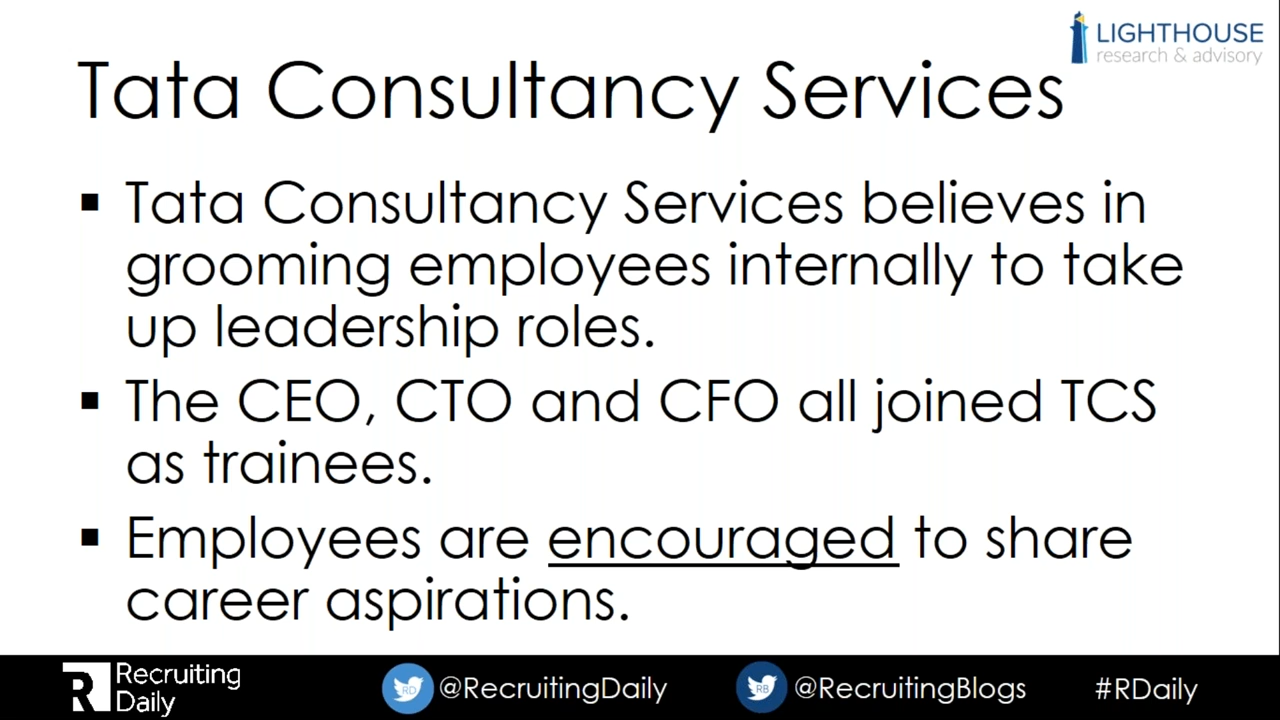 LIGHTHOUSE
research & advisory
Tata Consultancy Services
▪ Tata Consultancy Services believes in
grooming employees internally to take
up leadership roles.
▪ The CEO, CTO and CFO all joined TCS
as trainees.
▪ Employees are encouraged to share
career aspirations.
R Recruiting
Daily
RD @RecruitingDaily
RB @RecruitingBlogs
#RDaily